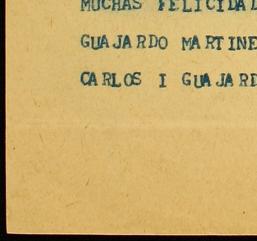 MUCHAS FELICIDAD
GUAJARDO MARTINE
CARLOS I GUAJARD